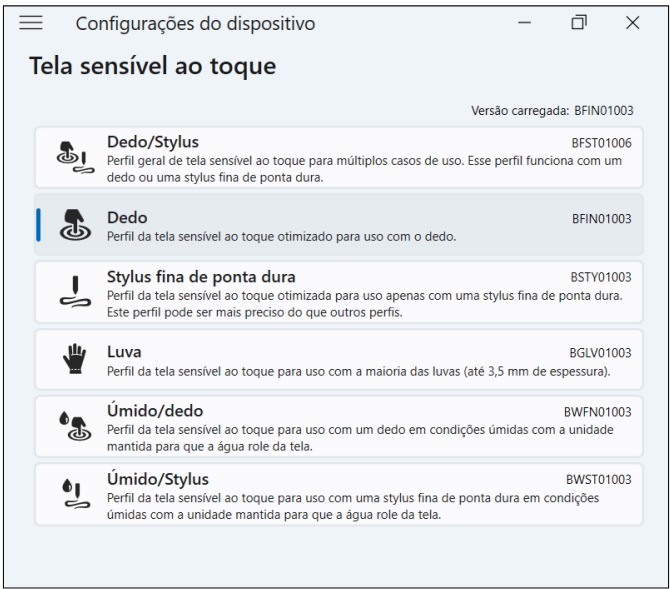 Configurações do dispositivo
Tela sensível ao toque
Versão carregada: BFIN01003
Dedo/Stylus BFST01006
Perfil geral de tela sensível ao toque para múltiplos casos de uso. Esse perfil funciona com um
dedo ou uma stylus fina de ponta dura.
Dedo BFIN01003
Perfil da tela sensível ao toque otimizado para uso com o dedo.
Stylus fina de ponta dura BSTY01003
Perfil da tela sensível ao toque otimizada para uso apenas com uma stylus fina de ponta dura.
Este perfil pode ser mais preciso do que outros perfis.
Luva BGLV01003
Perfil da tela sensível ao toque para uso com a maioria das luvas (até 3,5 mm de espessura).
Úmido/dedo BWFN01003
Perfil da tela sensível ao toque para uso com um dedo em condições úmidas com a unidade
mantida para que a água role da tela.
Úmido/Stylus BWST01003
Perfil da tela sensível ao toque para uso com uma stylus fina de ponta dura em condições
úmidas com a unidade mantida para que a água role da tela.